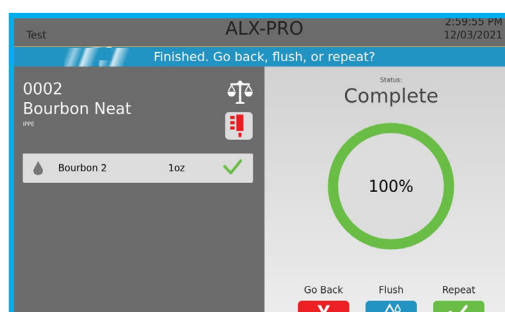 Test
ALX-PRO
2:59:55 PM
12/03/2021
Finished. Go back, flush, or repeat?
0002
Bourbon Neat
IPPE
Bourbon 2 1oz
Status:
Complete
100%
Go Back Flush Repeat